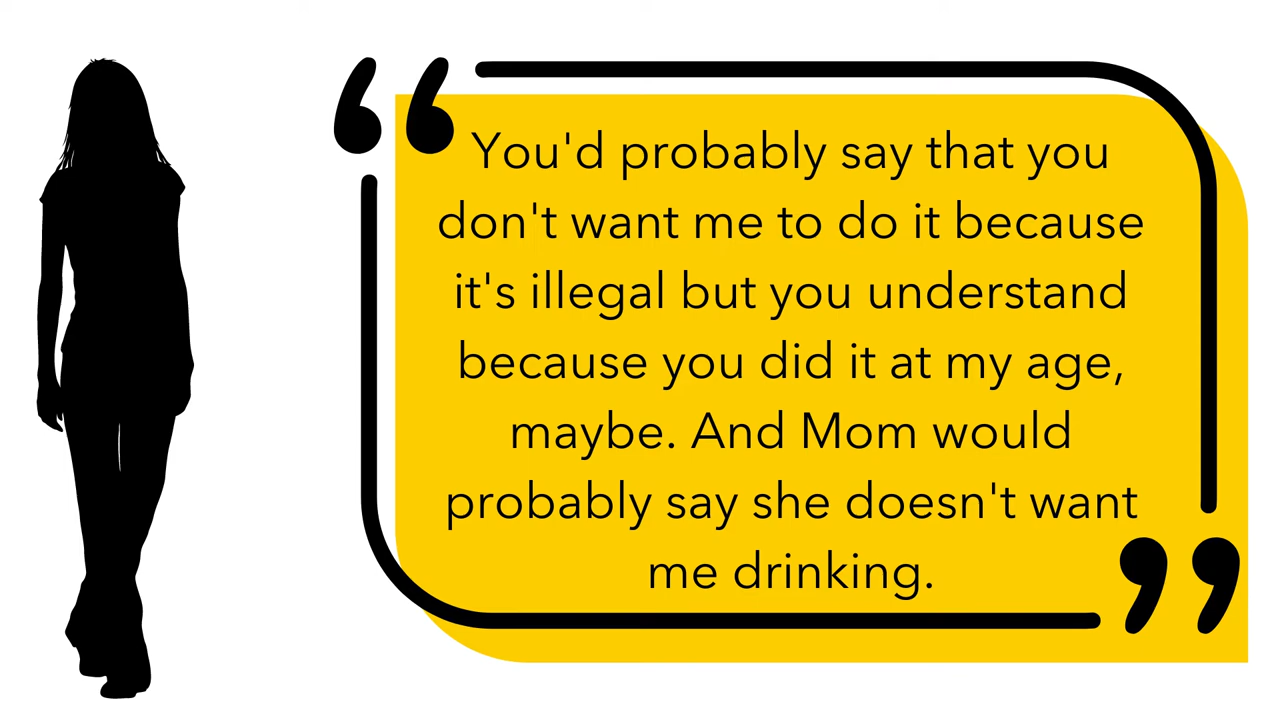 You'd probably say that you
don't want me to do it because
it's illegal but you understand
because you did it at my age,
maybe. And Mom would
probably say she doesn't want
me drinking.